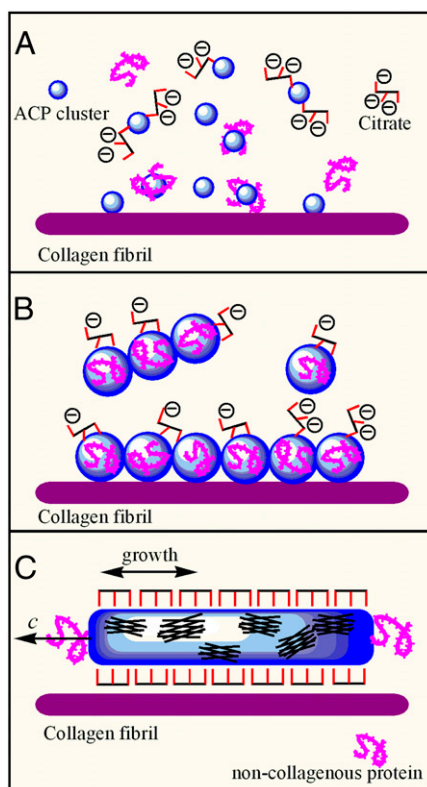 A
ACP cluster
Citrate
Collagen fibril
B
Collagen fibril
C
growth
c
Collagen fibril
non-collagenous protein